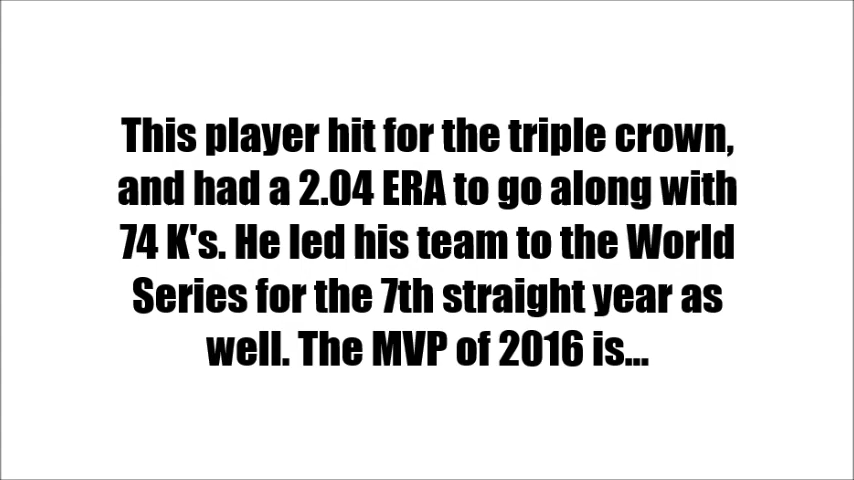 This player hit for the triple crown,
and had a 2.04 ERA to go along with
74 K's. He led his team to the World
Series for the 7th straight year as
well. The MVP of 2016 is...